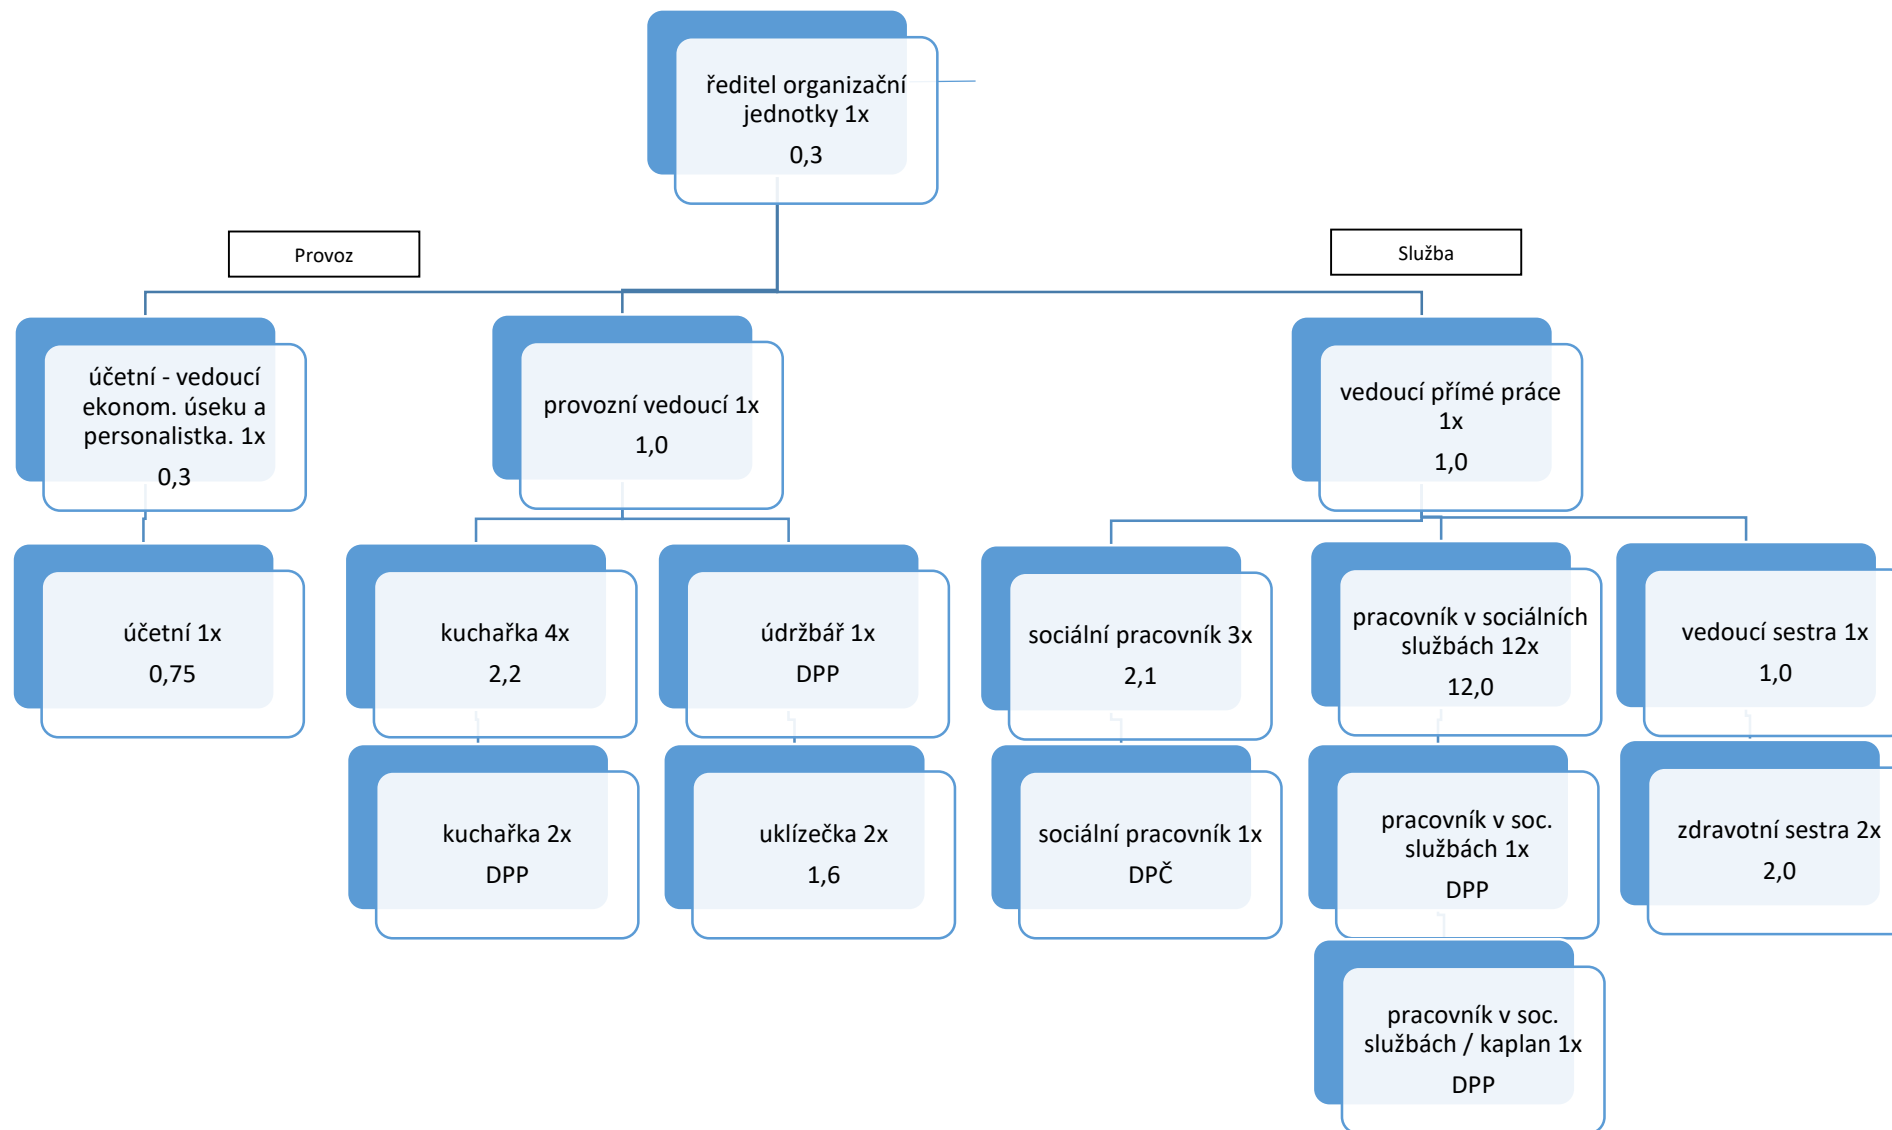 ředitel organizační
jednotky 1x
0,3
Provoz
Služba
účetní - vedoucí
ekonom. úseku a
personalistka. 1x
0,3
provozní vedoucí 1x
1,0
vedoucí přímé práce
1x
1,0
účetní 1x
0,75
kuchařka 4x
2,2
údržbář 1x
DPP
sociální pracovník 3x
2,1
pracovník v sociálních
službách 12x
12,0
vedoucí sestra 1x
1,0
kuchařka 2x
DPP
uklízečka 2x
1,6
sociální pracovník 1x
DPČ
pracovník v soc.
službách 1x
DPP
zdravotní sestra 2x
2,0
pracovník v soc.
službách / kaplan 1x
DPP